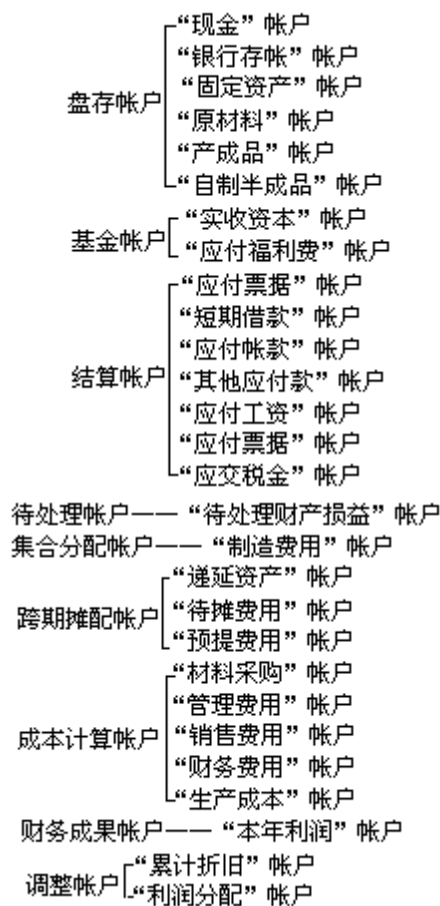 “现金” 帐户
“银行存帐” 帐户
“固定资产” 帐户
盘存帐户
“原材料” 帐户
“产成品” 帐户
“自制半成品” 帐户
“实收资本” 帐户
基金帐户
“应付福利费” 帐户
“应付票据” 帐户
“短期借款” 帐户
“应付帐款” 帐户
结算帐户 “其他应付款” 帐户
“应付工资” 帐户
“应付票据” 帐户
“应交税金” 帐户
待处理帐户—— “待处理财产损益” 帐户
集合分配帐户—— “制造费用” 帐户
“递延资产” 帐户
跨期摊配帐户 “待摊费用” 帐户
“预提费用” 帐户
“材料采购” 帐户
“管理费用” 帐户
成本计算帐户 “销售费用” 帐户
“财务费用” 帐户
“生产成本” 帐户
财务成果帐户—— “本年利润” 帐户
“累计折旧” 帐户
调整帐户
“利润分配” 帐户